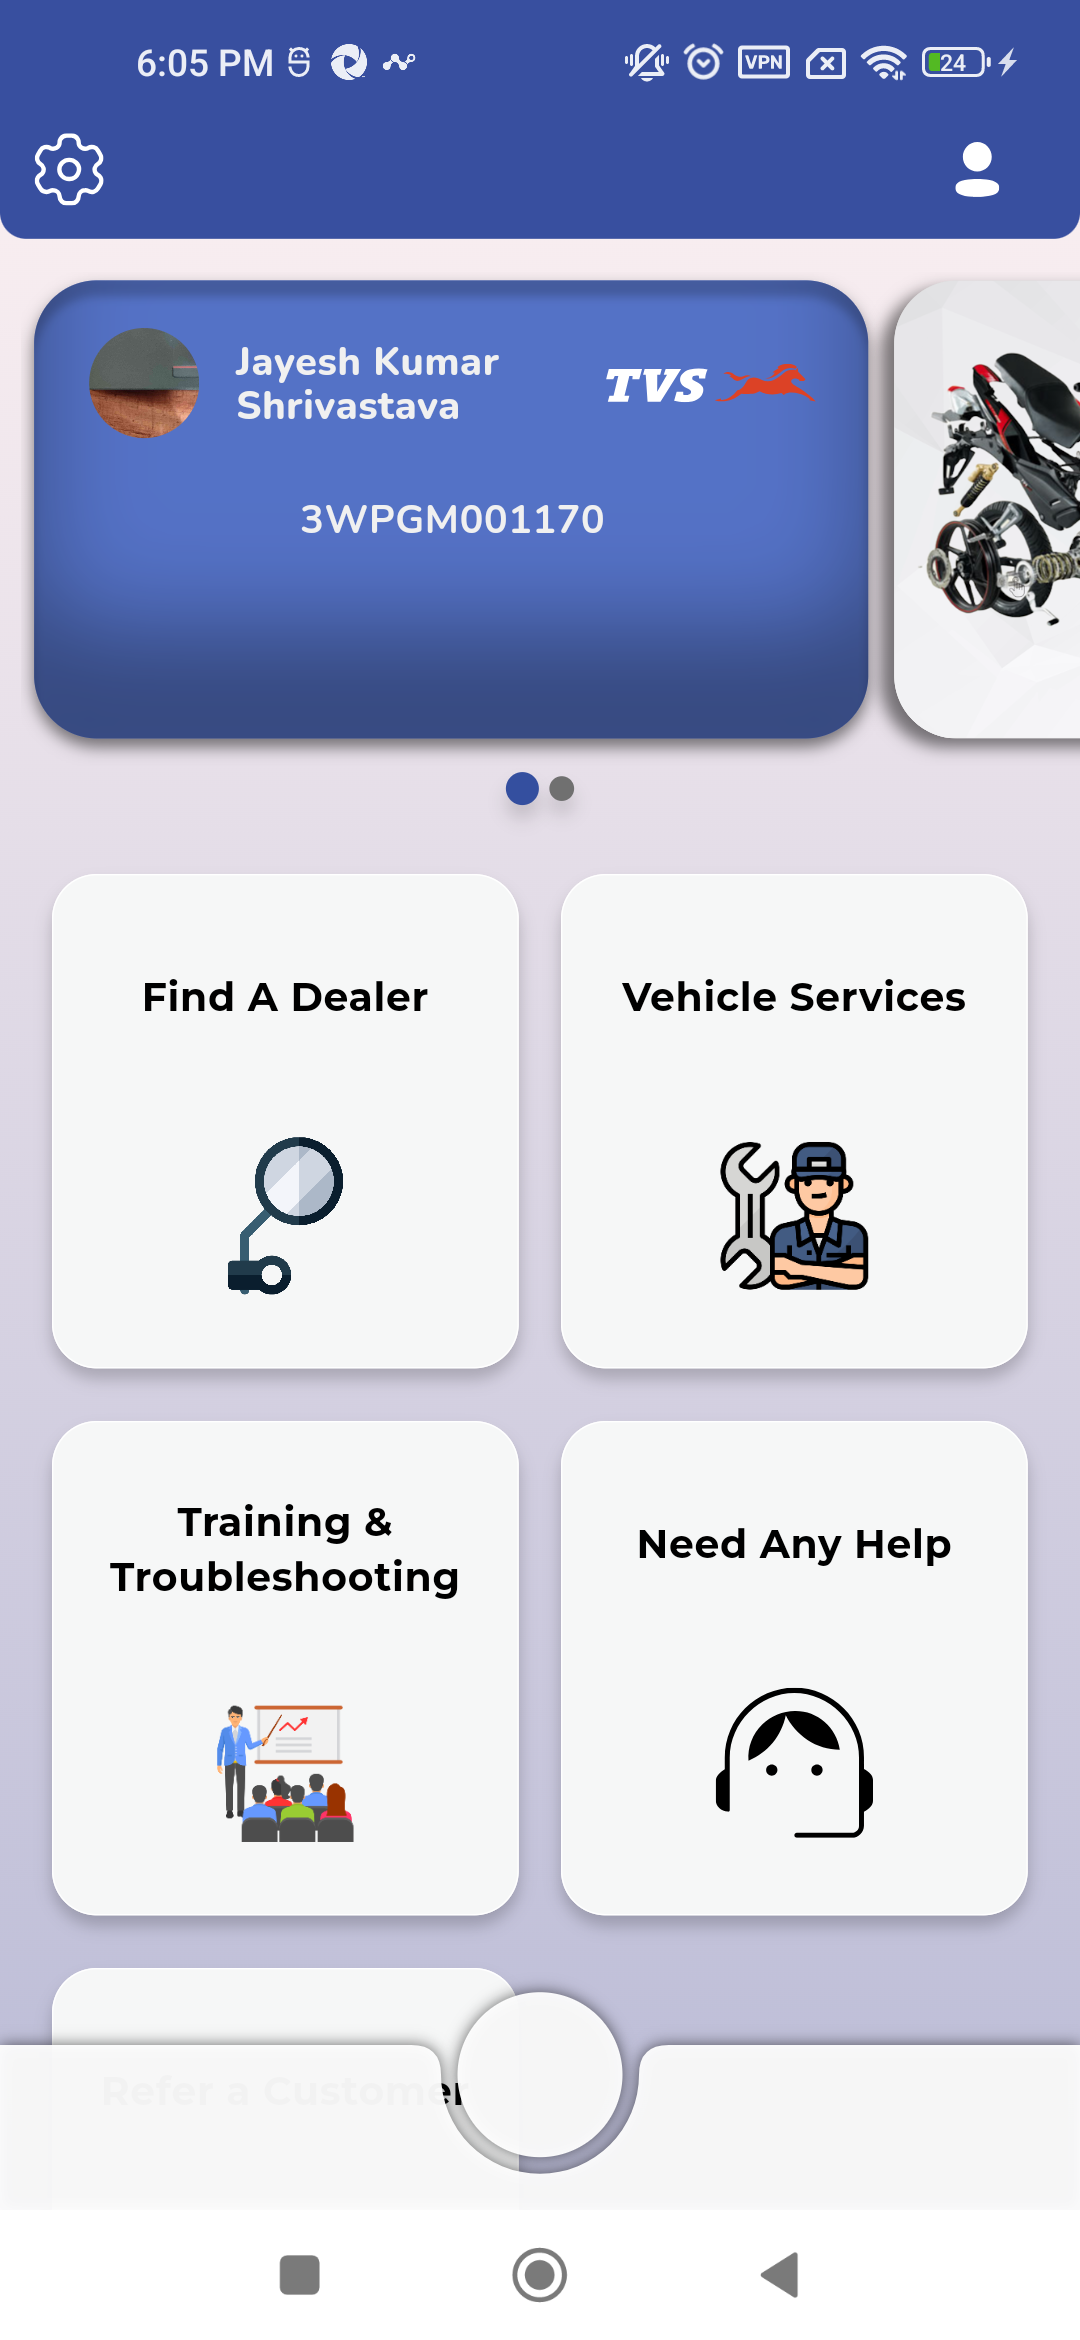 6:05 PM
VPN
24
Jayesh Kumar
Shrivastava
TVS
3WPGM001170
Find A Dealer
Vehicle Services
Training &
Troubleshooting
Need Any Help
Refer a Customer